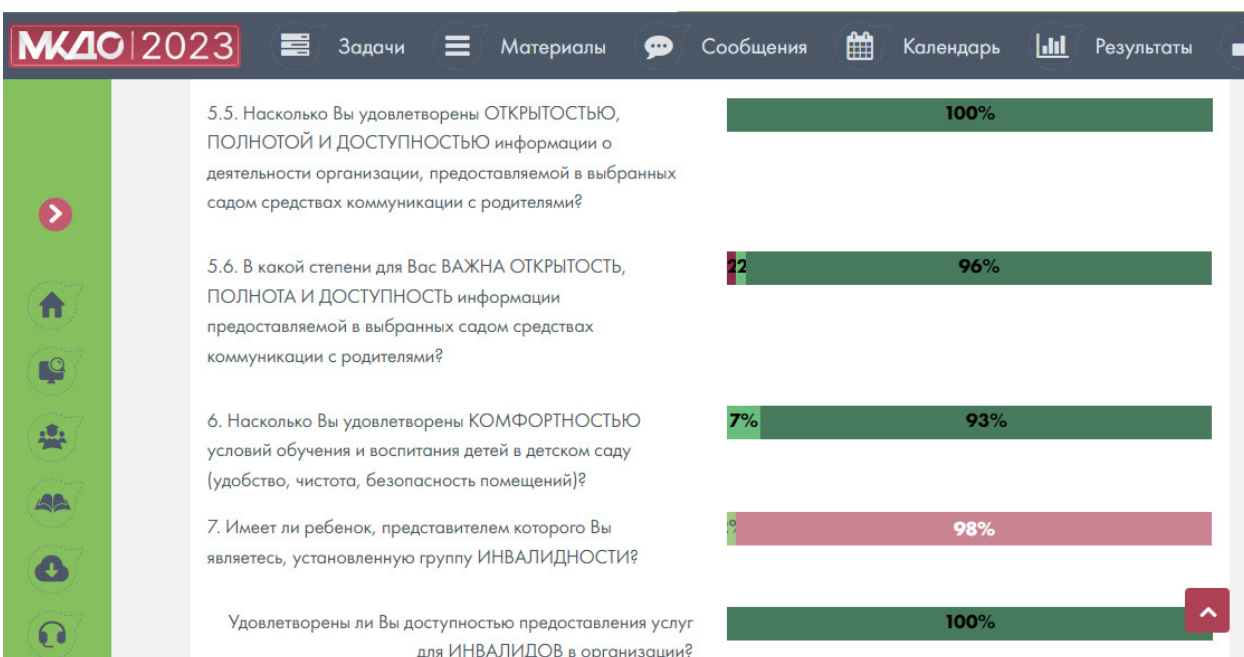 МКДО 2023 Задачи Материалы Сообщения Календарь Результаты
5.5. Насколько Вы удовлетворены ОТКРЫТОСТЬЮ,
ПОЛНОТОЙ И ДОСТУПНОСТЬЮ информации о
деятельности организации, предоставляемой в выбранных
садом средствах коммуникации с родителями?
100%
5.6. В какой степени для Вас ВАЖНА ОТКРЫТОСТЬ,
ПОЛНОТА И ДОСТУПНОСТЬ информации
предоставляемой в выбранных садом средствах
коммуникации с родителями?
22 96%
6. Насколько Вы удовлетворены КОМФОРТНОСТЬЮ
условий обучения и воспитания детей в детском саду
(удобство, чистота, безопасность помещений)?
7% 93%
7. Имеет ли ребенок, представителем которого Вы
являетесь, установленную группу ИНВАЛИДНОСТИ?
98%
Удовлетворены ли Вы доступностью предоставления услуг
для ИНВАЛИДОВ в организации?
100%